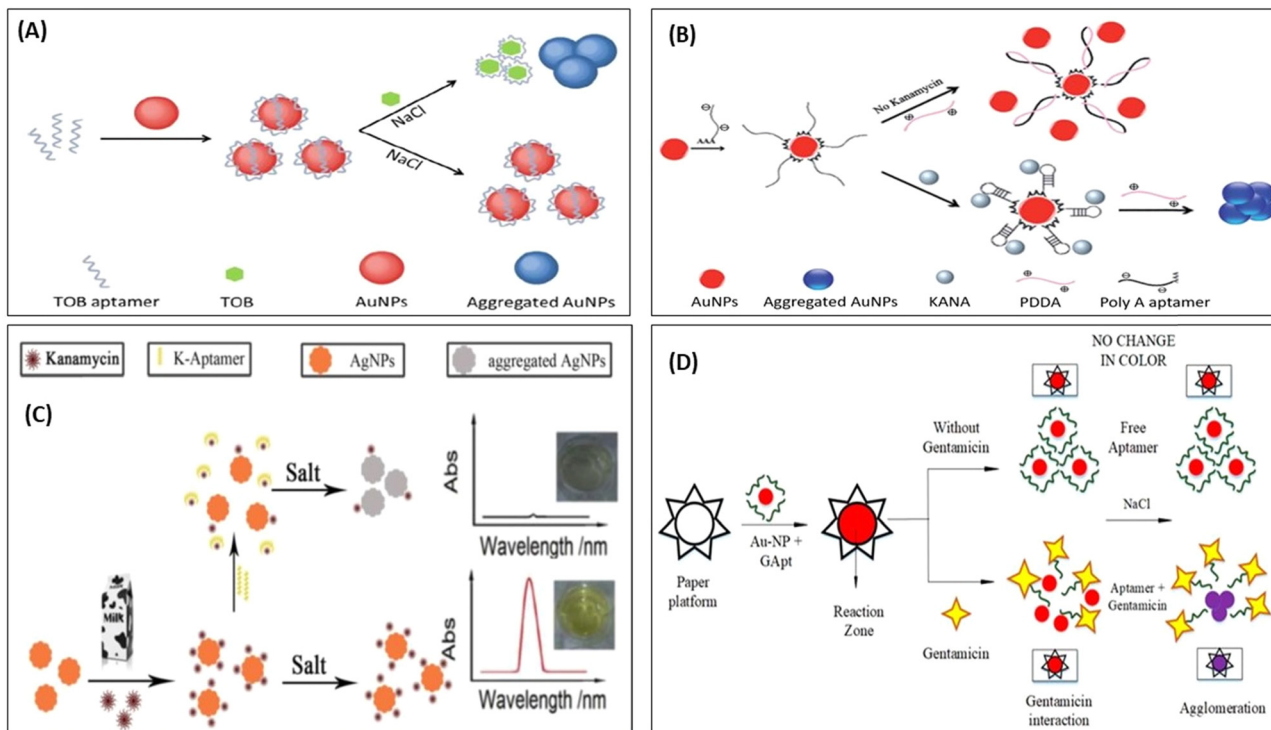 (A)
NaCl
NaCl
TOB aptamer
TOB
AuNPs
Aggregated AuNPs
(B)
⊖
AAA
⊖
No Kanamycin
⊕
⊕
⊕
⊕
AuNPs
Aggregated AuNPs
KANA
⊕
⊕
PDDA
⊖
⊖
Poly A aptamer
Kanamycin
K-Aptamer
AgNPs
aggregated AgNPs
(C)
Salt
Abs
Wavelength /nm
Milk
Salt
Abs
Wavelength /nm
(D)
NO CHANGE
IN COLOR
Without
Gentamicin
Free
Aptamer
Au-NP +
GApt
NaCl
Paper
platform
Reaction
Zone
Gentamicin
Aptamer +
Gentamicin
Gentamicin
interaction
Agglomeration